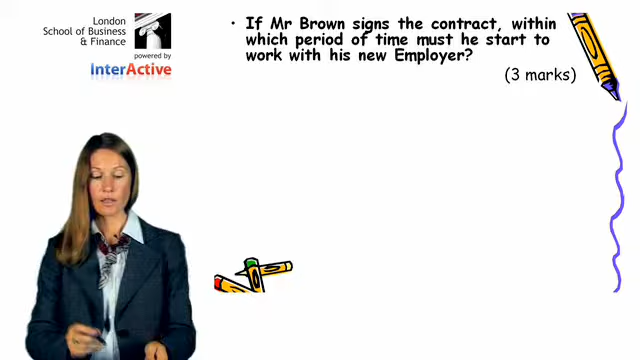 London
School of Business
& Finance
powered by
InterActive
• If Mr Brown signs the contract, within
which period of time must he start to
work with his new Employer?
(3 marks)